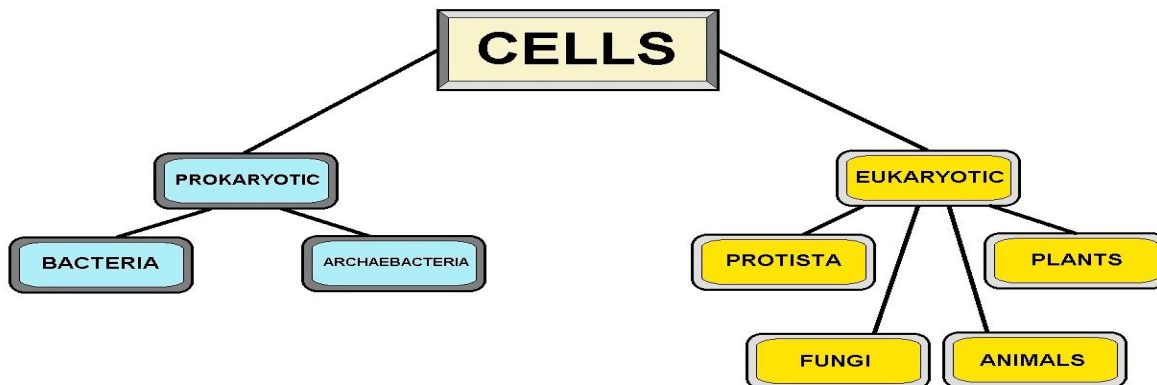 CELLS
PROKARYOTIC
EUKARYOTIC
BACTERIA
ARCHAEBACTERIA
PROTISTA
PLANTS
FUNGI
ANIMALS